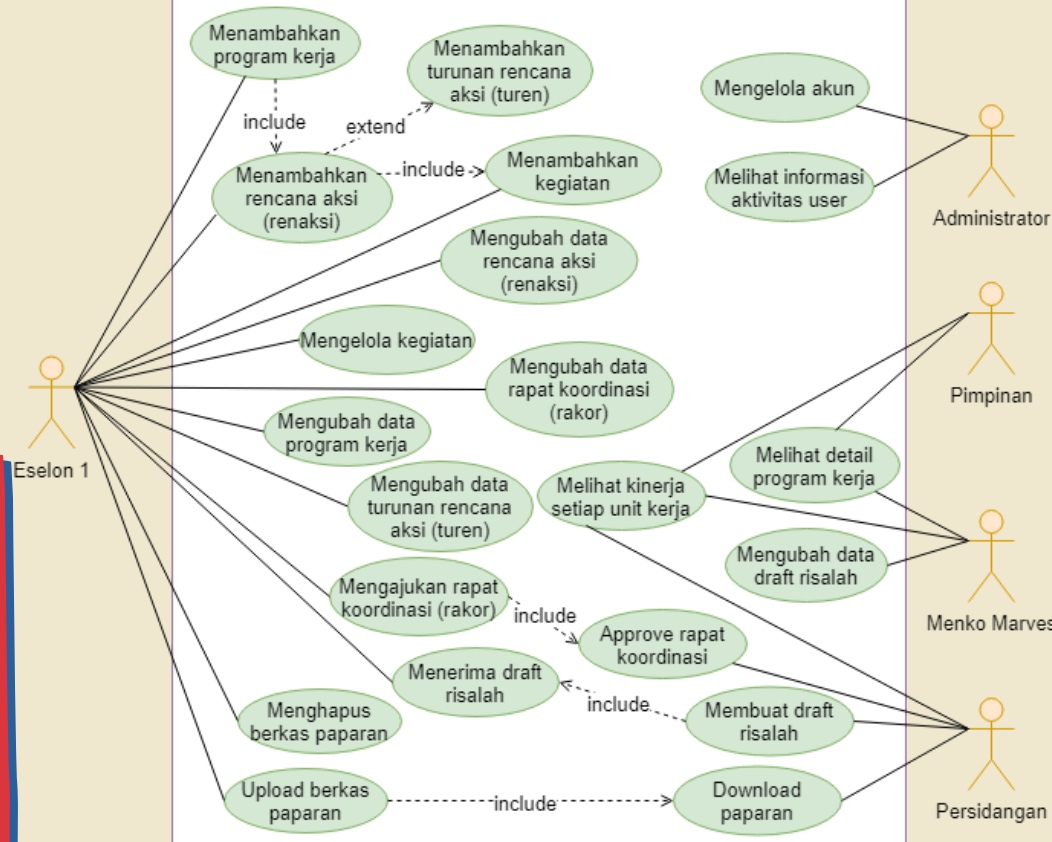 Menambahkan
program kerja
Menambahkan
turunan rencana
aksi (turen)
Mengelola akun
include
extend
Menambahkan
rencana aksi
(renaksi)
include
Menambahkan
kegiatan
Melihat informasi
aktivitas user
Administrator
Mengubah data
rencana aksi
(renaksi)
Mengelola kegiatan
Mengubah data
rapat koordinasi
(rakor)
Pimpinan
Mengubah data
program kerja
Eselon 1
Melihat detail
program kerja
Mengubah data
turunan rencana
aksi (turen)
Melihat kinerja
setiap unit kerja
Mengubah data
draft risalah
Mengajukan rapat
koordinasi (rakor)
include
Approve rapat
koordinasi
Menko Marves
Menerima draft
risalah
include
Membuat draft
risalah
Menghapus
berkas paparan
Upload berkas
paparan
include
Download
paparan
Persidangan